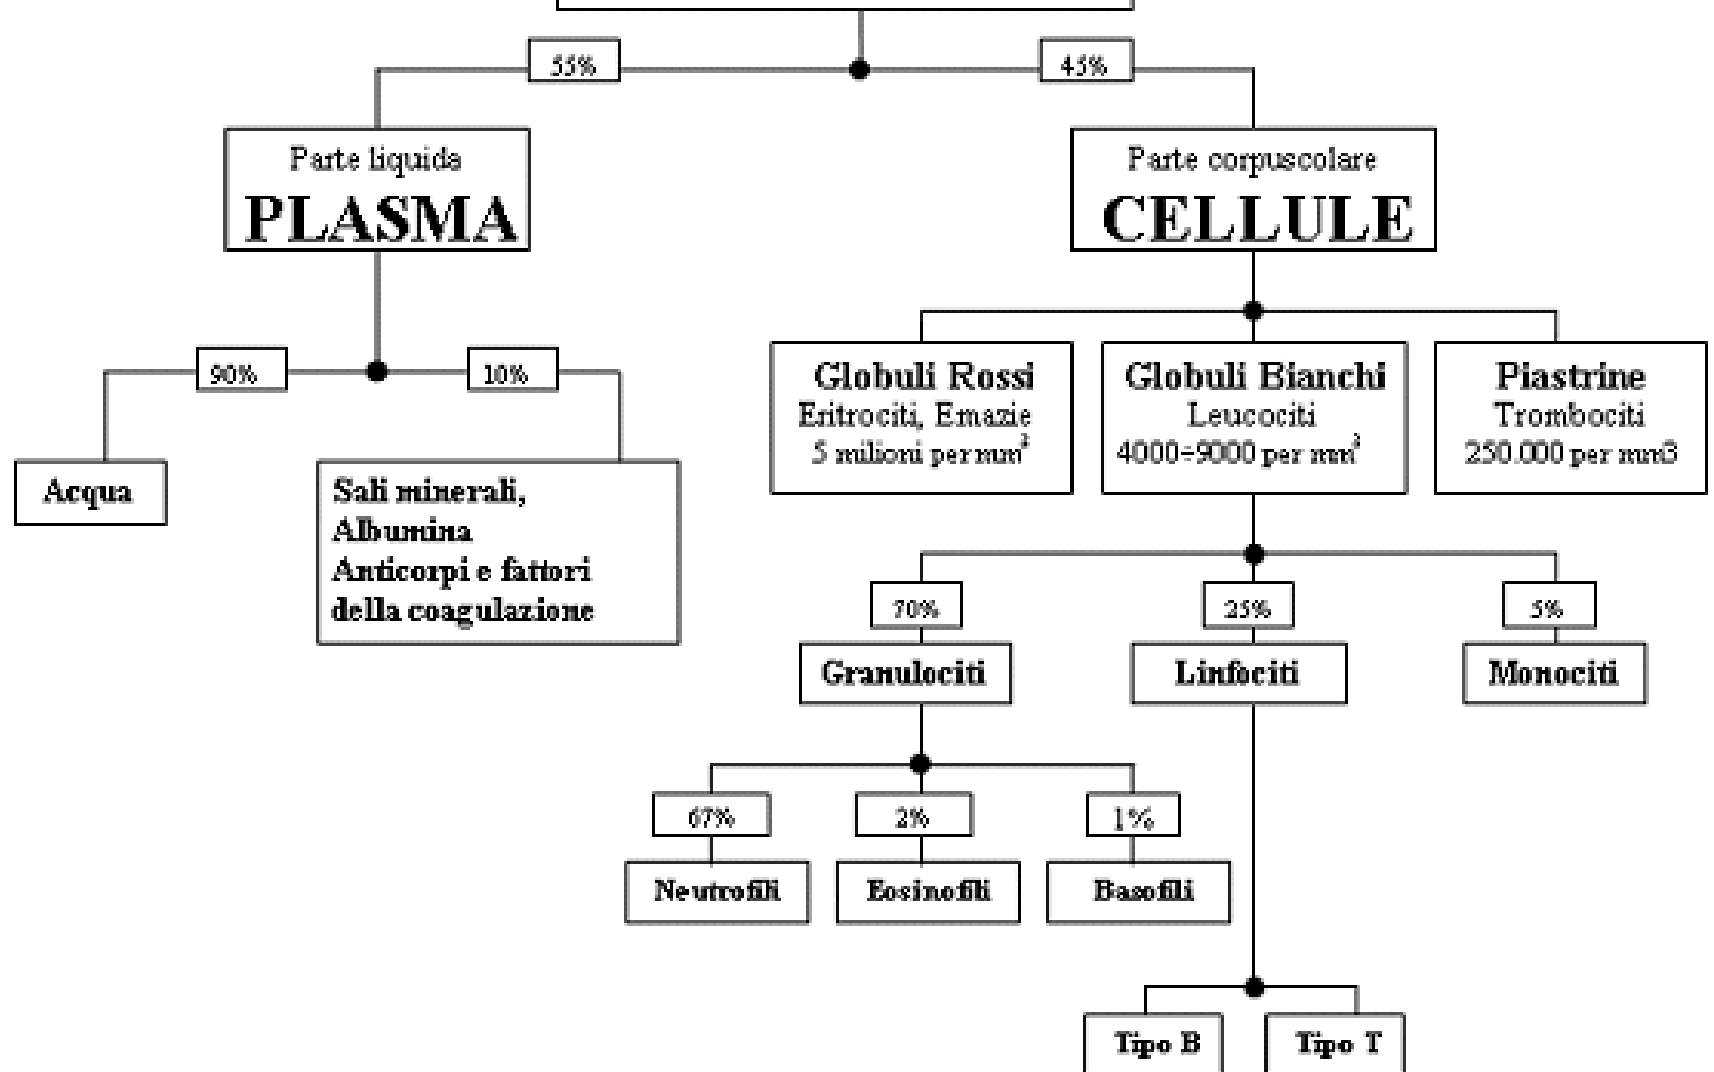 55%
45%
Parte liquida
PLASMA
Parte corpuscolare
CELLULE
90%
10%
Acqua
Sali minerali,
Albumina
Anticorpi e fattori
della coagulazione
Globuli Rossi
Eritrociti, Emazie
5 milioni per mm³
Globuli Bianchi
Leucociti
4000÷9000 per mm³
Piastrine
Trombociti
250.000 per mm3
70%
25%
5%
Granulociti
Linfociti
Monociti
67%
2%
1%
Neutrofili
Eosinofili
Basofili
Tipo B
Tipo T